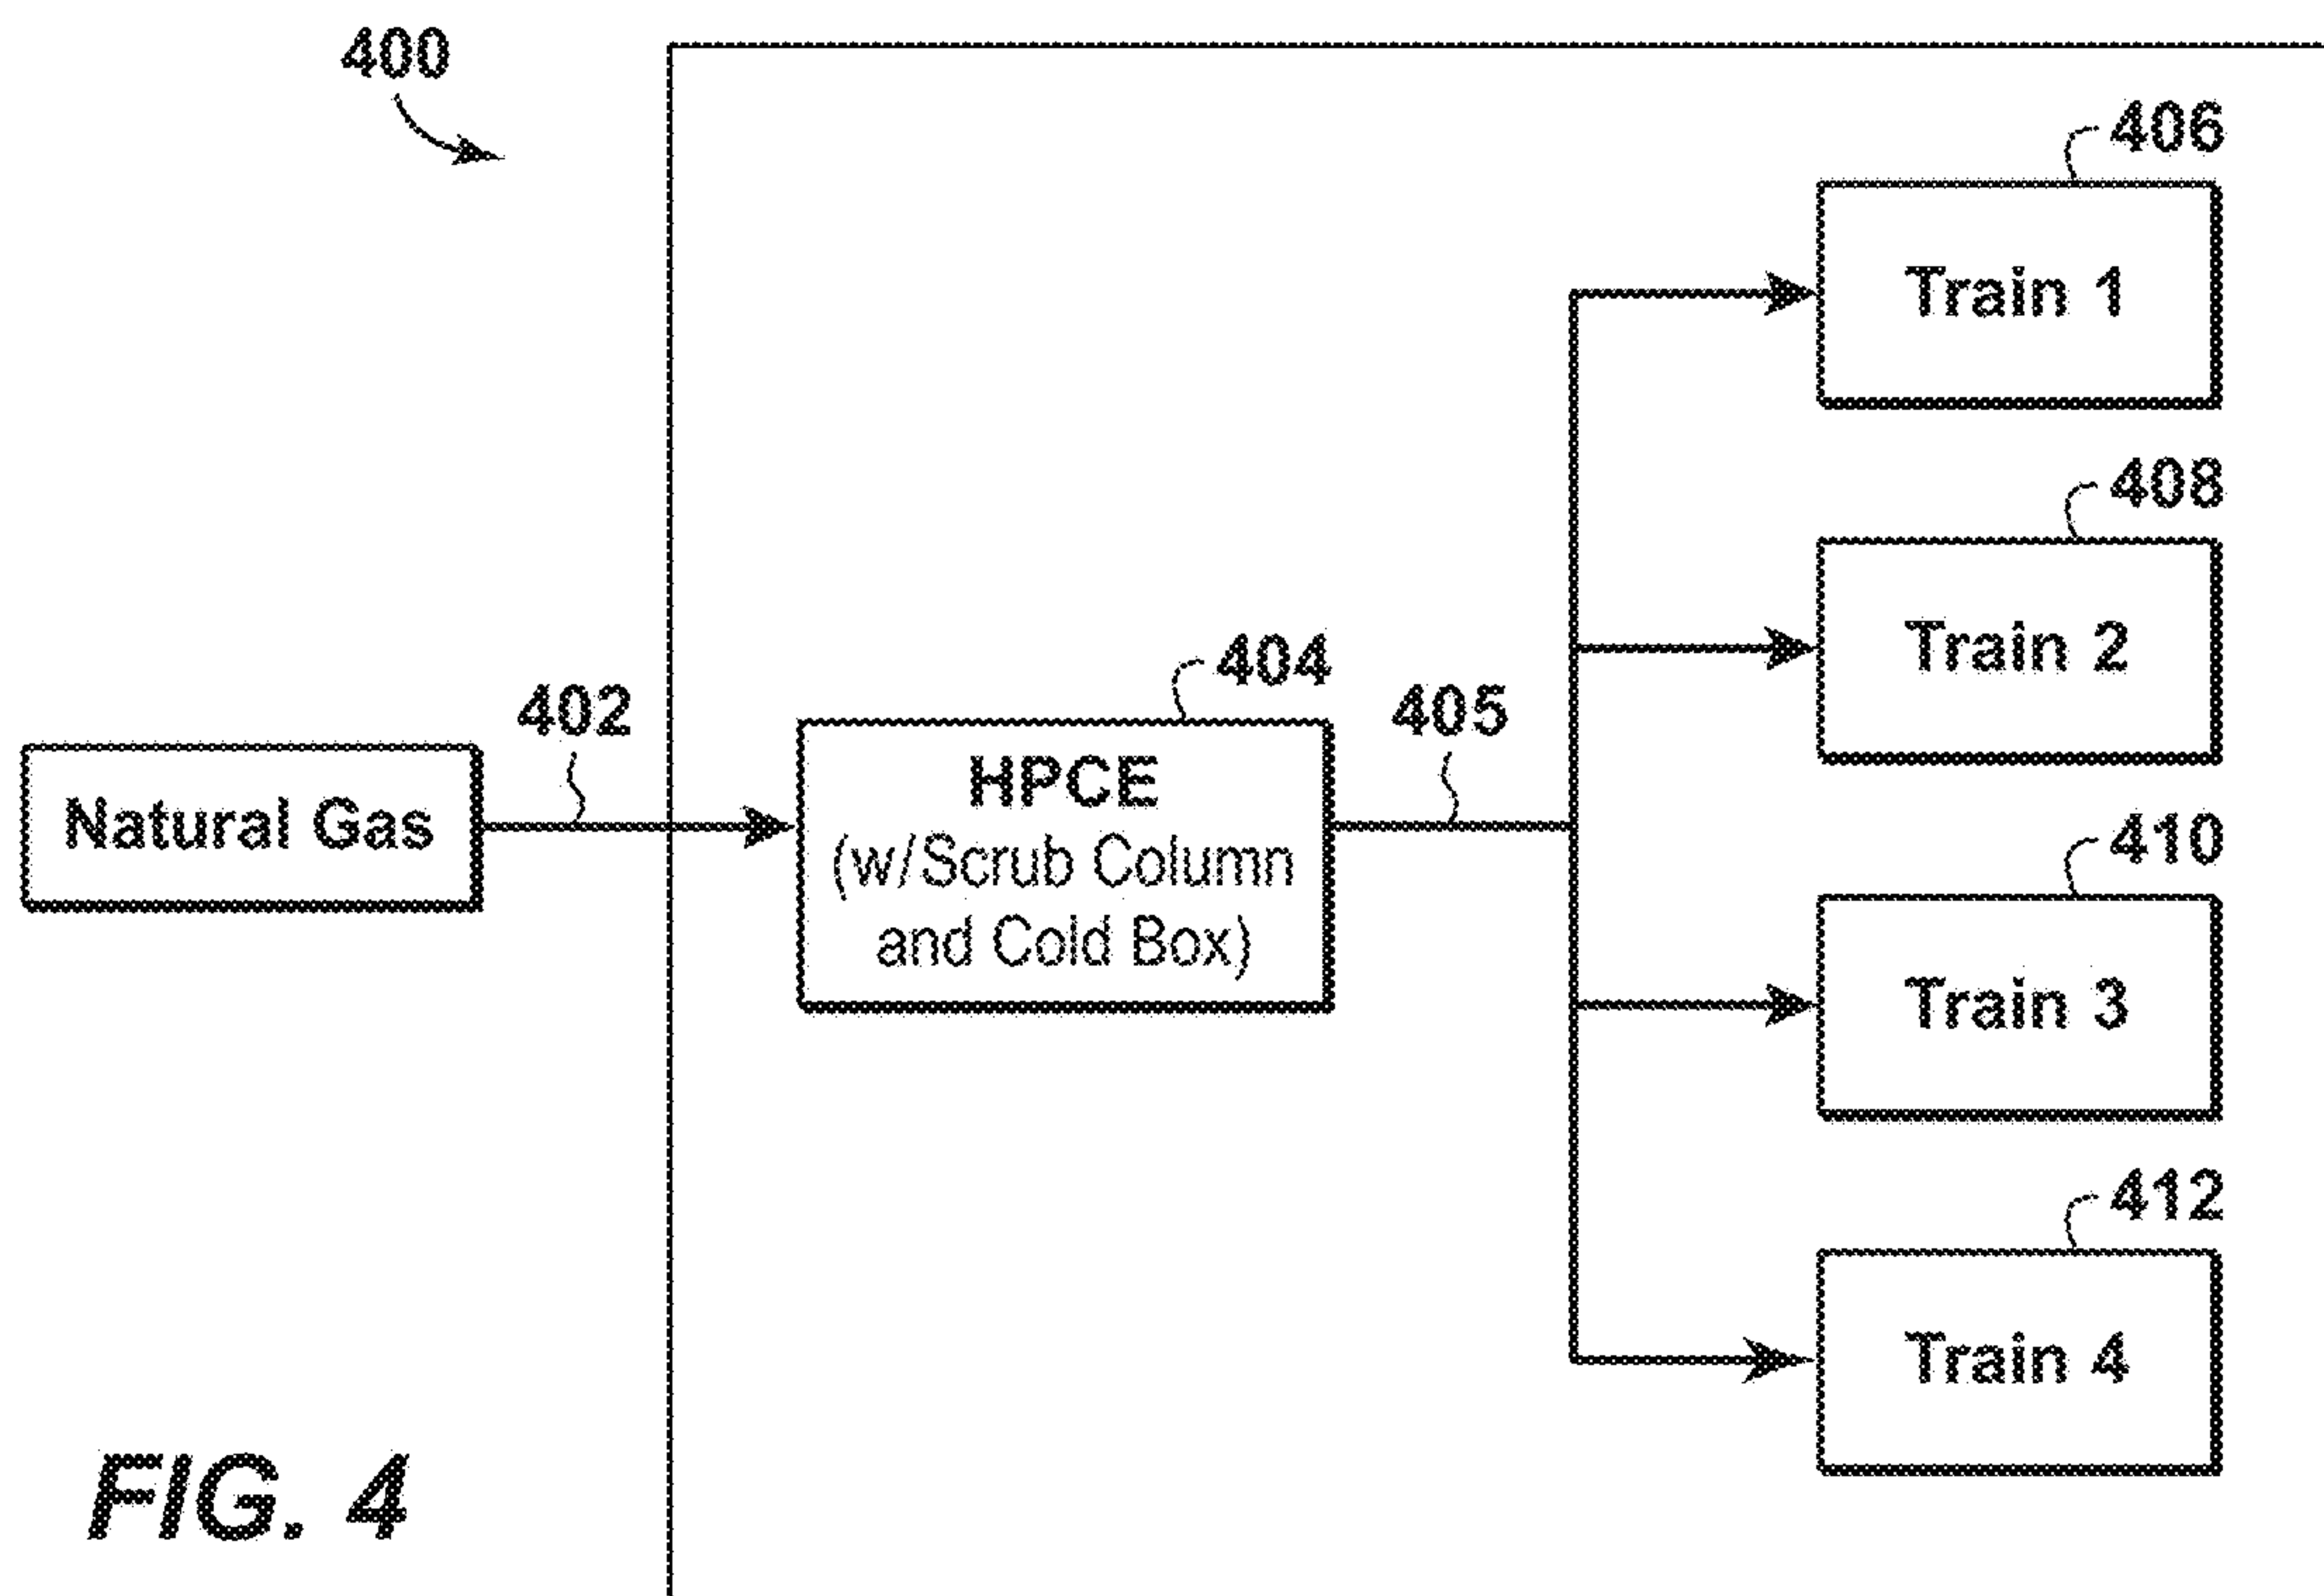 400
406
Train 1
408
Train 2
404
402
405
HPCE
(w/Scrub Column
and Cold Box)
Natural Gas
410
Train 3
412
Train 4
FIG. 4